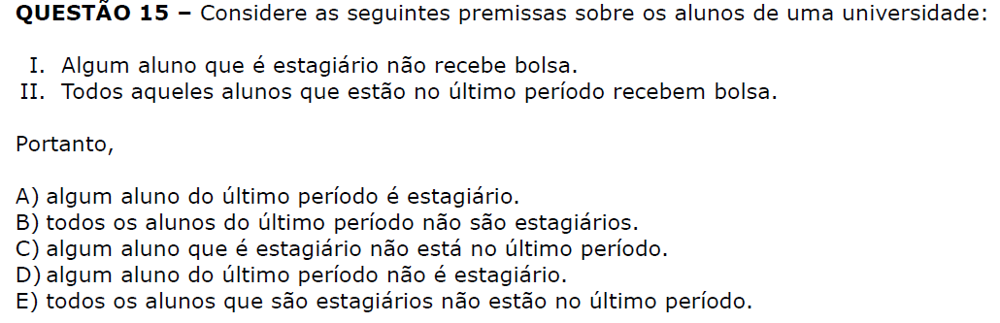 QUESTÃO 15 – Considere as seguintes premissas sobre os alunos de uma universidade:
I. Algum aluno que é estagiário não recebe bolsa.
II. Todos aqueles alunos que estão no último período recebem bolsa.
Portanto,
A) algum aluno do último período é estagiário.
B) todos os alunos do último período não são estagiários.
C) algum aluno que é estagiário não está no último período.
D) algum aluno do último período não é estagiário.
E) todos os alunos que são estagiários não estão no último período.